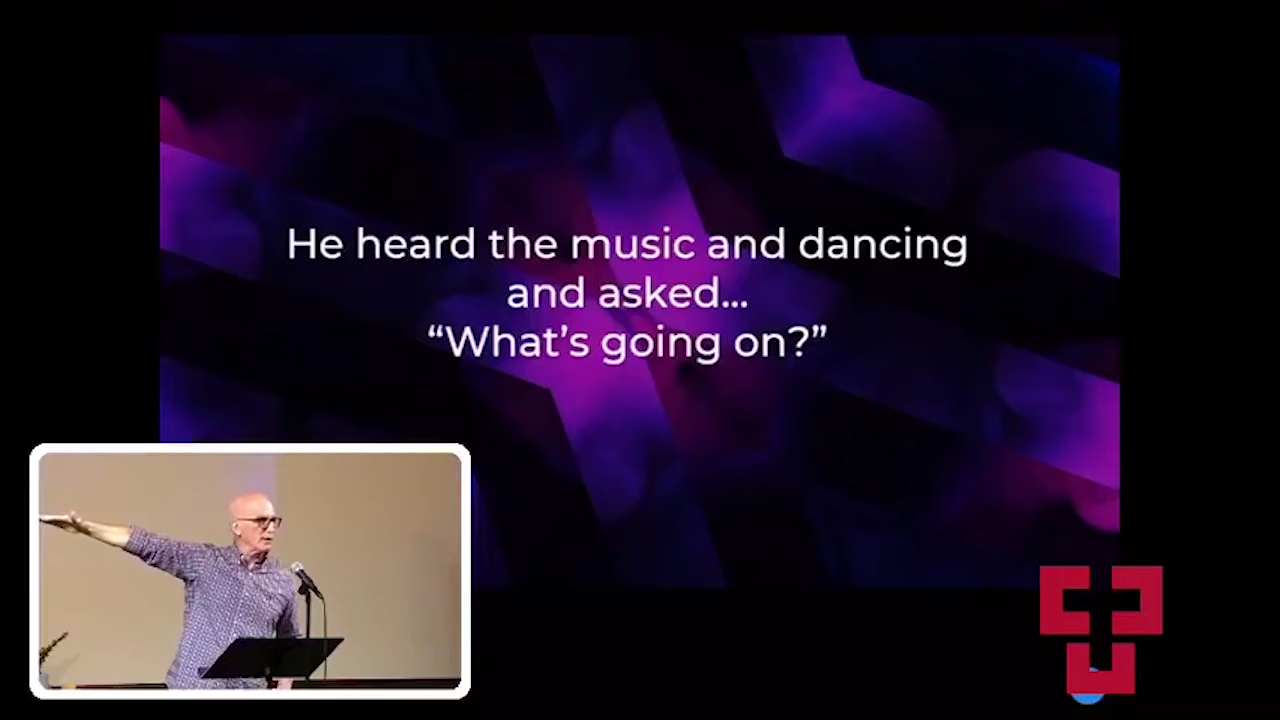 He heard the music and dancing
and asked...
“What’s going on?”